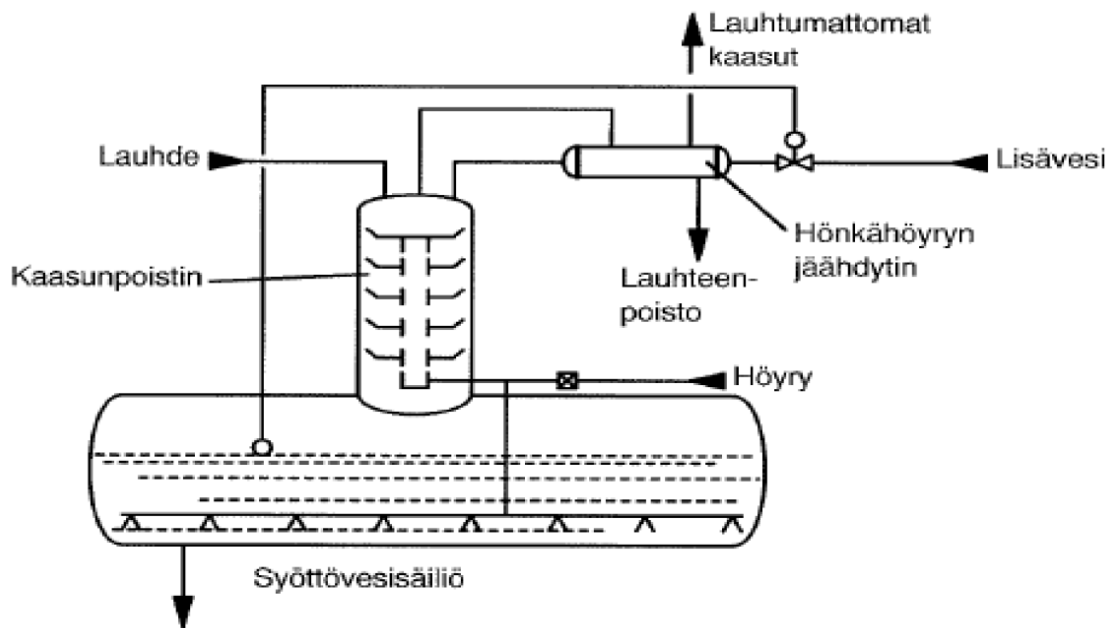 Lauhtumattomat
kaasut
Lauhde
Lisävesi
Hönkähöyryn
jäähdytin
Kaasunpoistin
Lauhteen-
poisto
Höyry
Syöttövesisäiliö